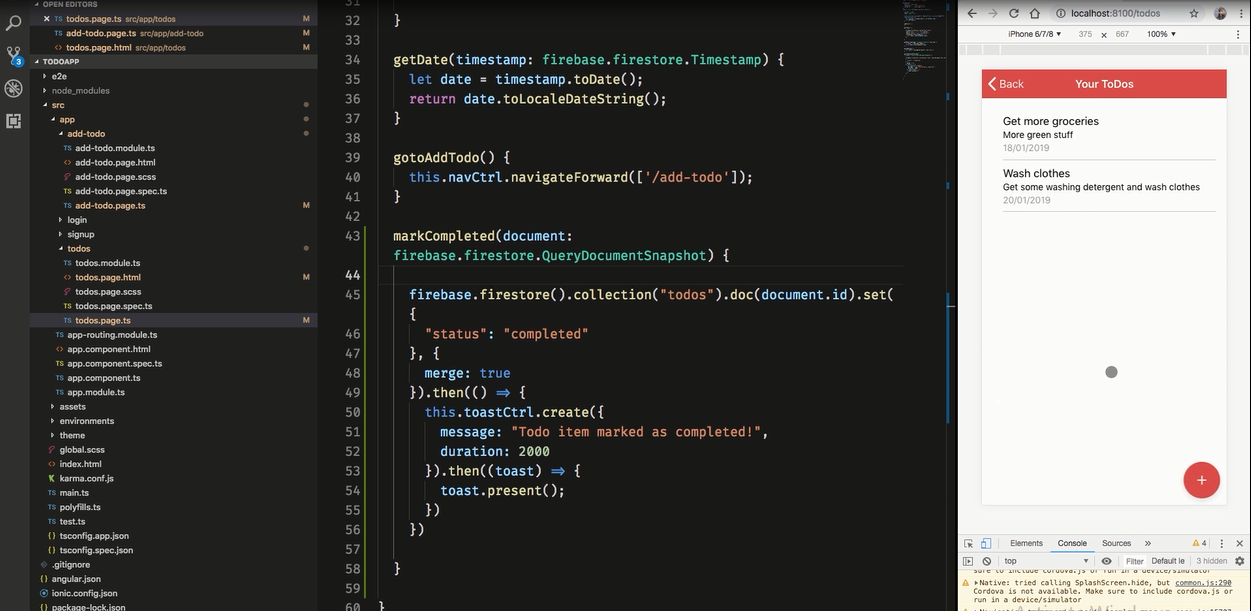 OPEN EDITORS
TS todos.page.ts src/app/todos M
TS add-todo.page.ts src/app/add-todo M
<> todos.page.html src/app/todos M
TODOAPP
e2e
node_modules
src
app
add-todo
TS add-todo.module.ts
<> add-todo.page.html
add-todo.page.scss
TS add-todo.page.spec.ts
TS add-todo.page.ts M
login
signup
todos
TS todos.module.ts
<> todos.page.html M
todos.page.scss
TS todos.page.spec.ts
TS todos.page.ts M
TS app-routing.module.ts
<> app.component.html
TS app.component.spec.ts
TS app.component.ts
TS app.module.ts
assets
environments
theme
global.scss
<> index.html
karma.conf.js
TS main.ts
TS polyfills.ts
TS test.ts
{} tsconfig.app.json
{} tsconfig.spec.json
.gitignore
{} angular.json
ionic.config.json
{} package-lock.json
3
31
32 }
33
34 getDate(timestamp: firebase.firestore.Timestamp) {
35 let date = timestamp.toDate();
36 return date.toLocaleDateString();
37 }
38
39 gotoAddTodo() {
40 this.navCtrl.navigateForward(['/add-todo']);
41 }
42
43 markCompleted(document:
firebase.firestore.QueryDocumentSnapshot) {
44
45 firebase.firestore().collection("todos").doc(document.id).set(
{
46 "status": "completed"
47 }, {
48 merge: true
49 }).then(() => {
50 this.toastCtrl.create({
51 message: "Todo item marked as completed!",
52 duration: 2000
53 }).then((toast) => {
54 toast.present();
55 })
56 })
57
58 }
59
60 }
localhost:8100/todos
iPhone 6/7/8 ▼ 375 x 667 100% ▼
Back Your ToDos
Get more groceries
More green stuff
18/01/2019
Wash clothes
Get some washing detergent and wash clothes
20/01/2019
+
Elements Console Sources » 4
top ▼ Filter Default le 3 hidden
sure to include cordova.js or run in a device/simulator
Native: tried calling SplashScreen.hide, but common.js:290
Cordova is not available. Make sure to include cordova.js or
run in a device/simulator